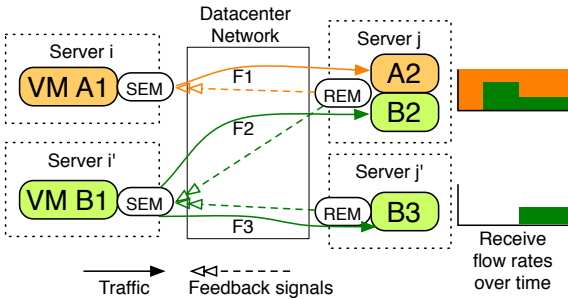 Datacenter
Network
Server i
VM A1
SEM
F1
Server j
A2
REM
B2
F2
Server i'
VM B1
SEM
Server j'
REM
B3
F3
Receive
flow rates
over time
Traffic
Feedback signals